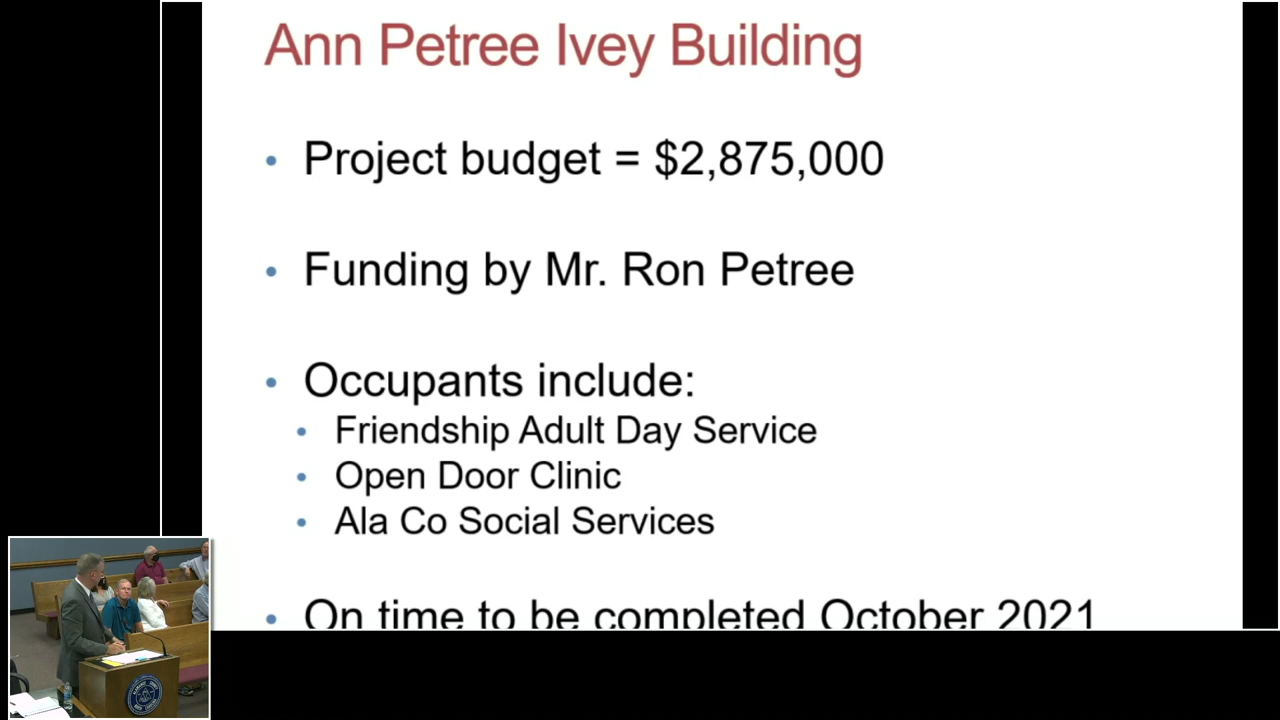 Ann Petree Ivey Building
• Project budget = $2,875,000
• Funding by Mr. Ron Petree
• Occupants include:
• Friendship Adult Day Service
• Open Door Clinic
• Ala Co Social Services
• On time to be completed October 2021